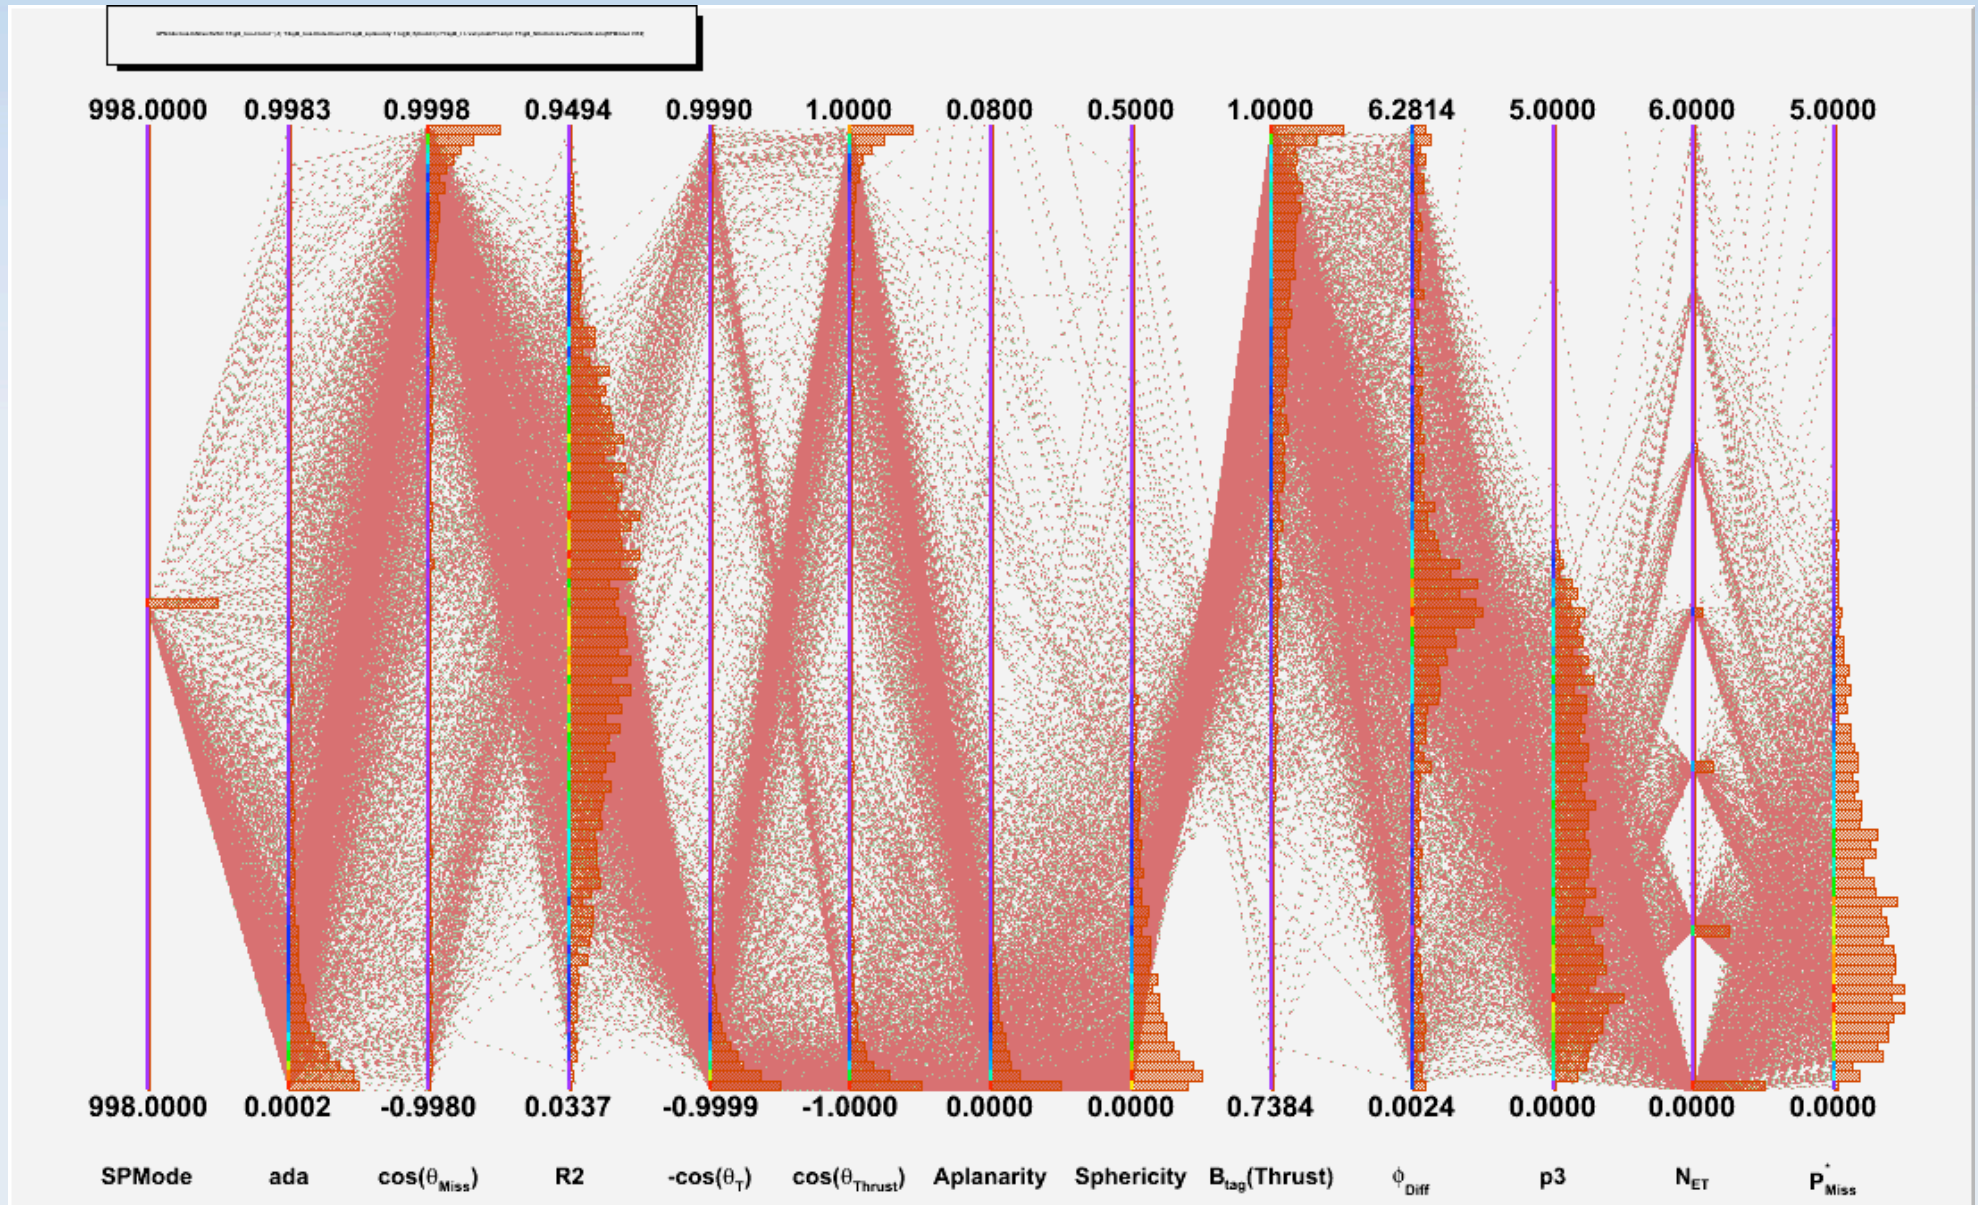 998.0000 0.9983 0.9998 0.9494 0.9990 1.0000 0.0800 0.5000 1.0000 6.2814 5.0000 6.0000 5.0000
998.0000 0.0002 -0.9980 0.0337 -0.9999 -1.0000 0.0000 0.0000 0.7384 0.0024 0.0000 0.0000 0.0000
SPMode ada cos(θMiss) R2 -cos(θT) cos(θThrust) Aplanarity Sphericity Btag(Thrust) ϕDiff p3 NET P*Miss